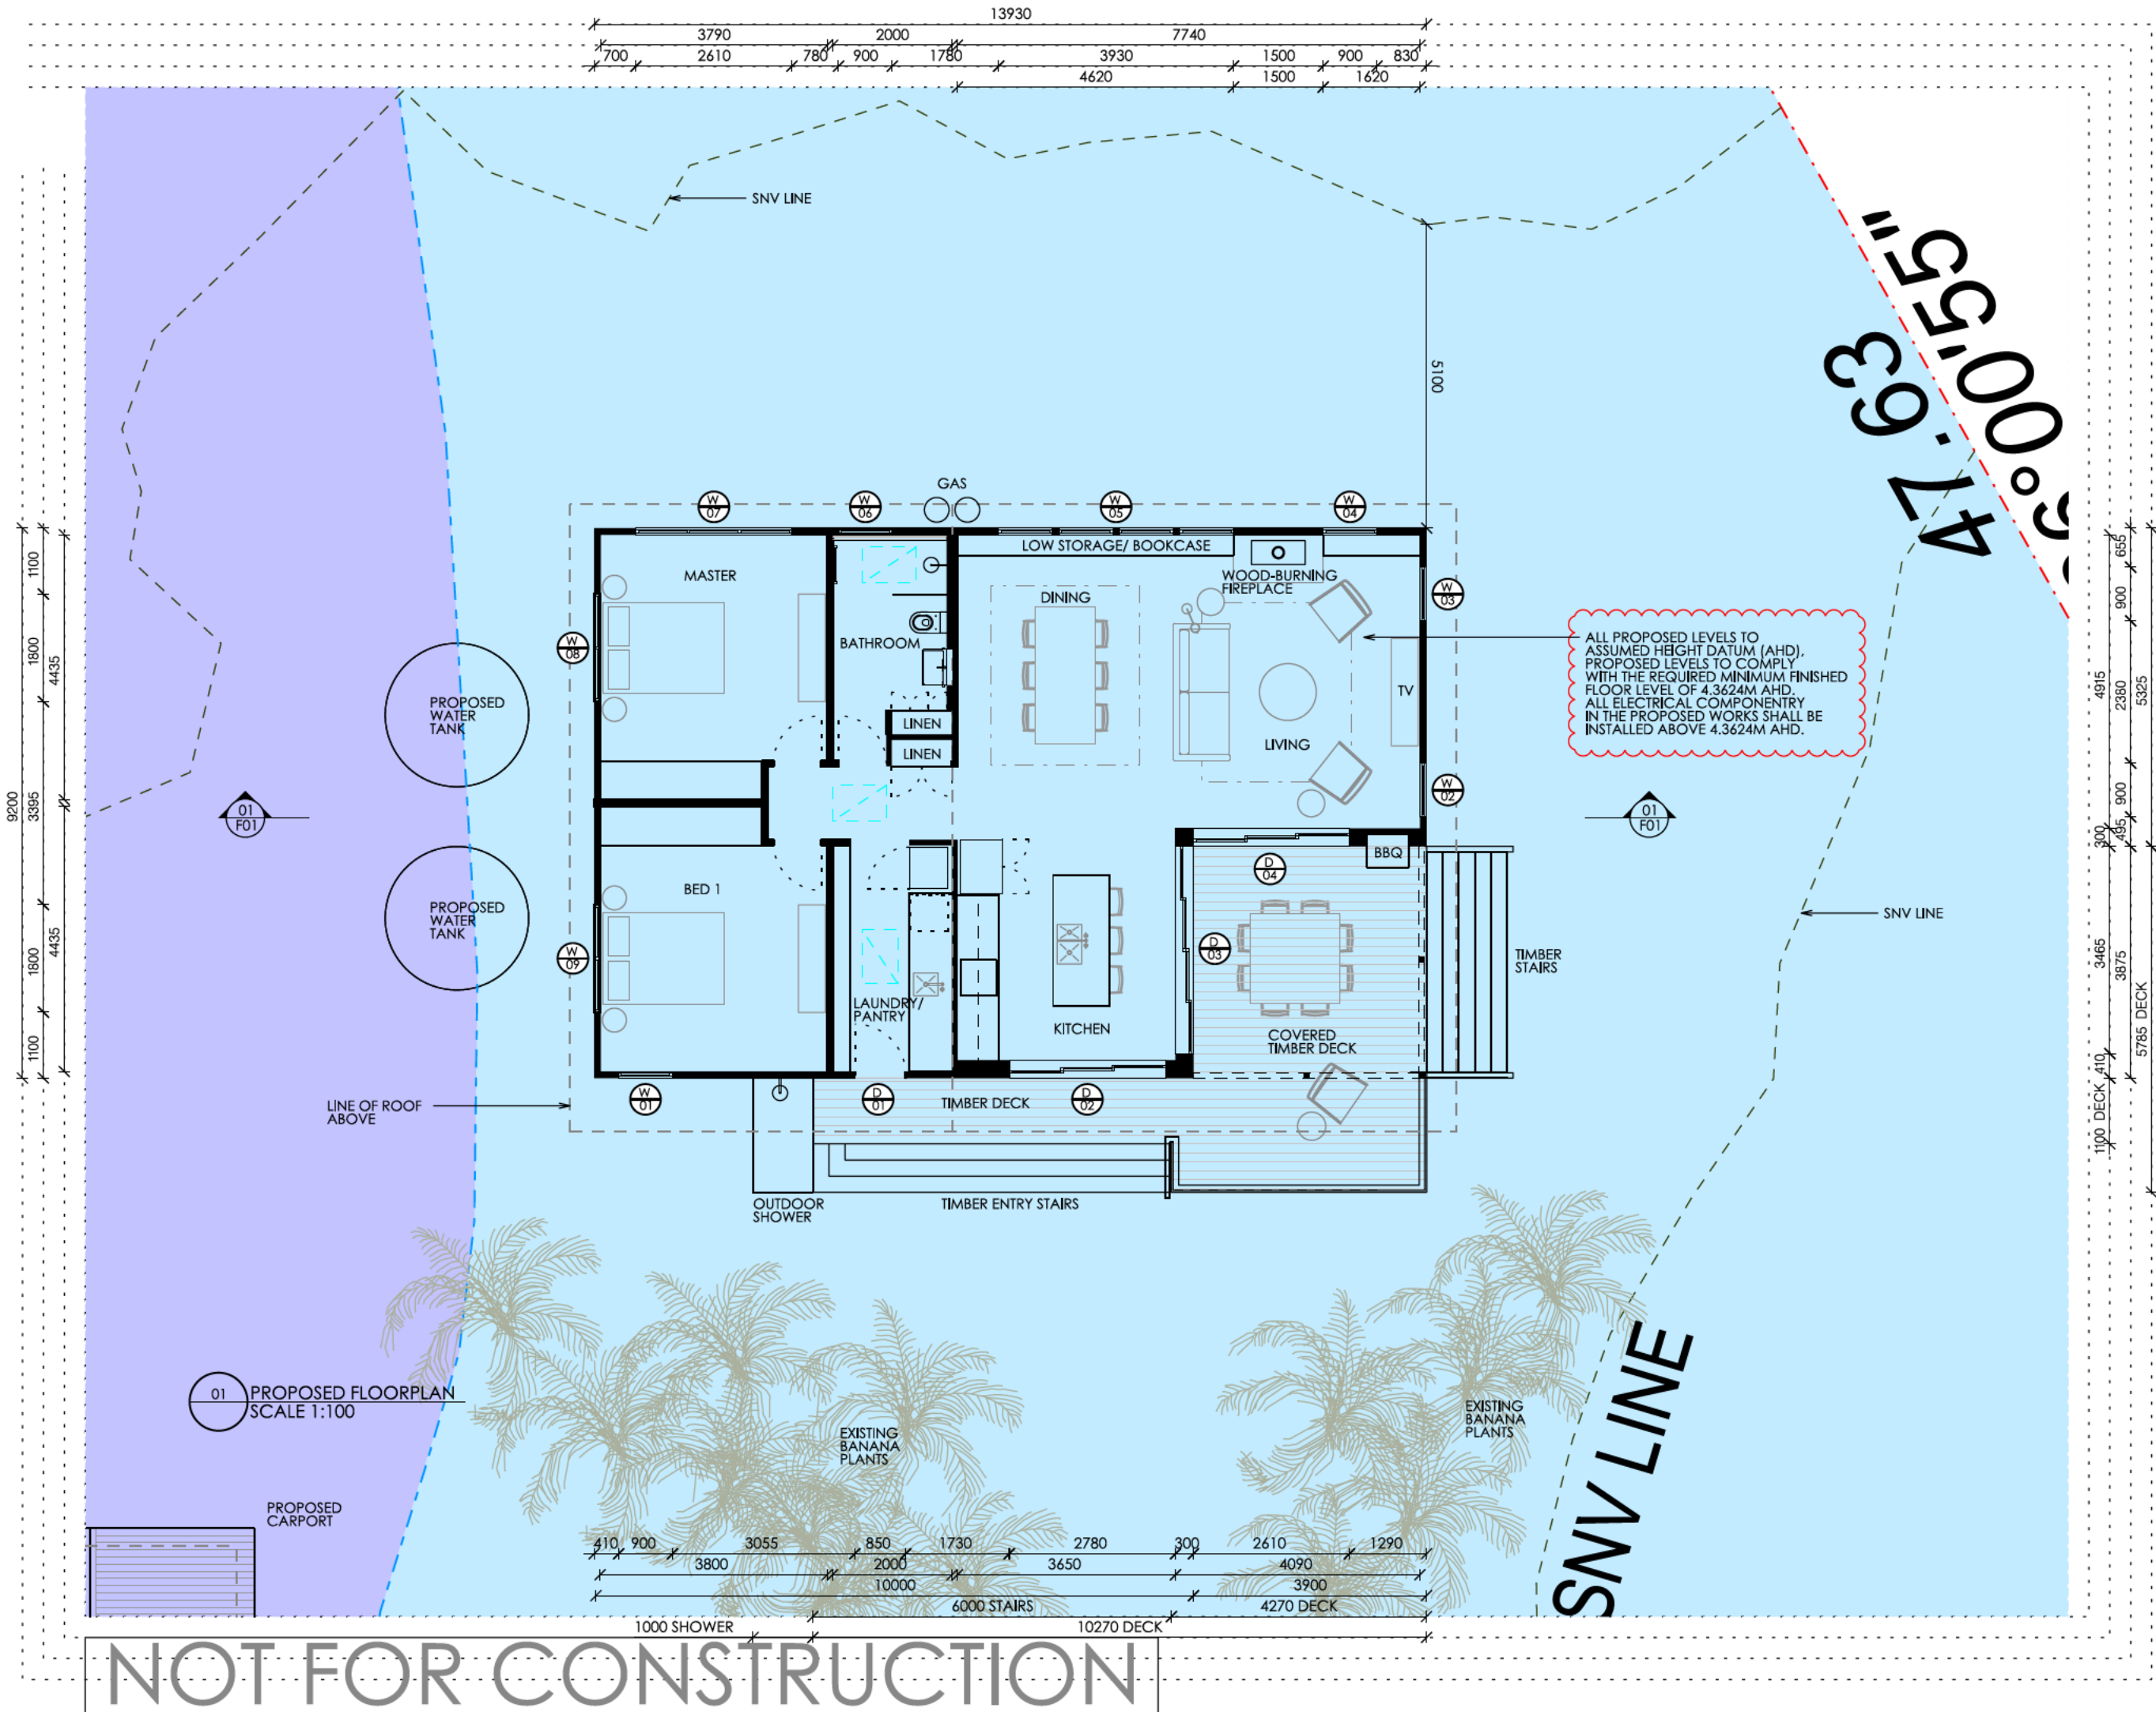 13930
3790 2000 7740
700 2610 780 900 1780 3930 1500 900 830
4620 1500 1620
SNV LINE
5100
47.63
GAS
W
07
W
06
W
05
W
04
LOW STORAGE/ BOOKCASE
MASTER
WOOD-BURNING
FIREPLACE
DINING
W
03
W
08
BATHROOM
ALL PROPOSED LEVELS TO
ASSUMED HEIGHT DATUM (AHD),
PROPOSED LEVELS TO COMPLY
WITH THE REQUIRED MINIMUM FINISHED
FLOOR LEVEL OF 4.3624M AHD.
ALL ELECTRICAL COMPONENTRY
IN THE PROPOSED WORKS SHALL BE
INSTALLED ABOVE 4.3624M AHD.
PROPOSED
WATER
TANK
TV
LINEN
LINEN
LIVING
W
02
01
F01
01
F01
BBQ
D
04
BED 1
PROPOSED
WATER
TANK
SNV LINE
D
03
W
09
TIMBER
STAIRS
LAUNDRY/
PANTRY
KITCHEN
COVERED
TIMBER DECK
LINE OF ROOF
ABOVE
W
01
D
01
TIMBER DECK
D
02
OUTDOOR
SHOWER
TIMBER ENTRY STAIRS
9200
1100 1800 3395 1800 1100
4435 4435
655 900 2380 900 495
4915 300 3465 410 1100 DECK
5325 3875
5785 DECK
01
PROPOSED FLOORPLAN
SCALE 1:100
EXISTING
BANANA
PLANTS
EXISTING
BANANA
PLANTS
SNV LINE
PROPOSED
CARPORT
410 900 3055 850 1730 2780 300 2610 1290
3800 2000 3650 4090
10000 3900
6000 STAIRS 4270 DECK
1000 SHOWER 10270 DECK
NOT FOR CONSTRUCTION